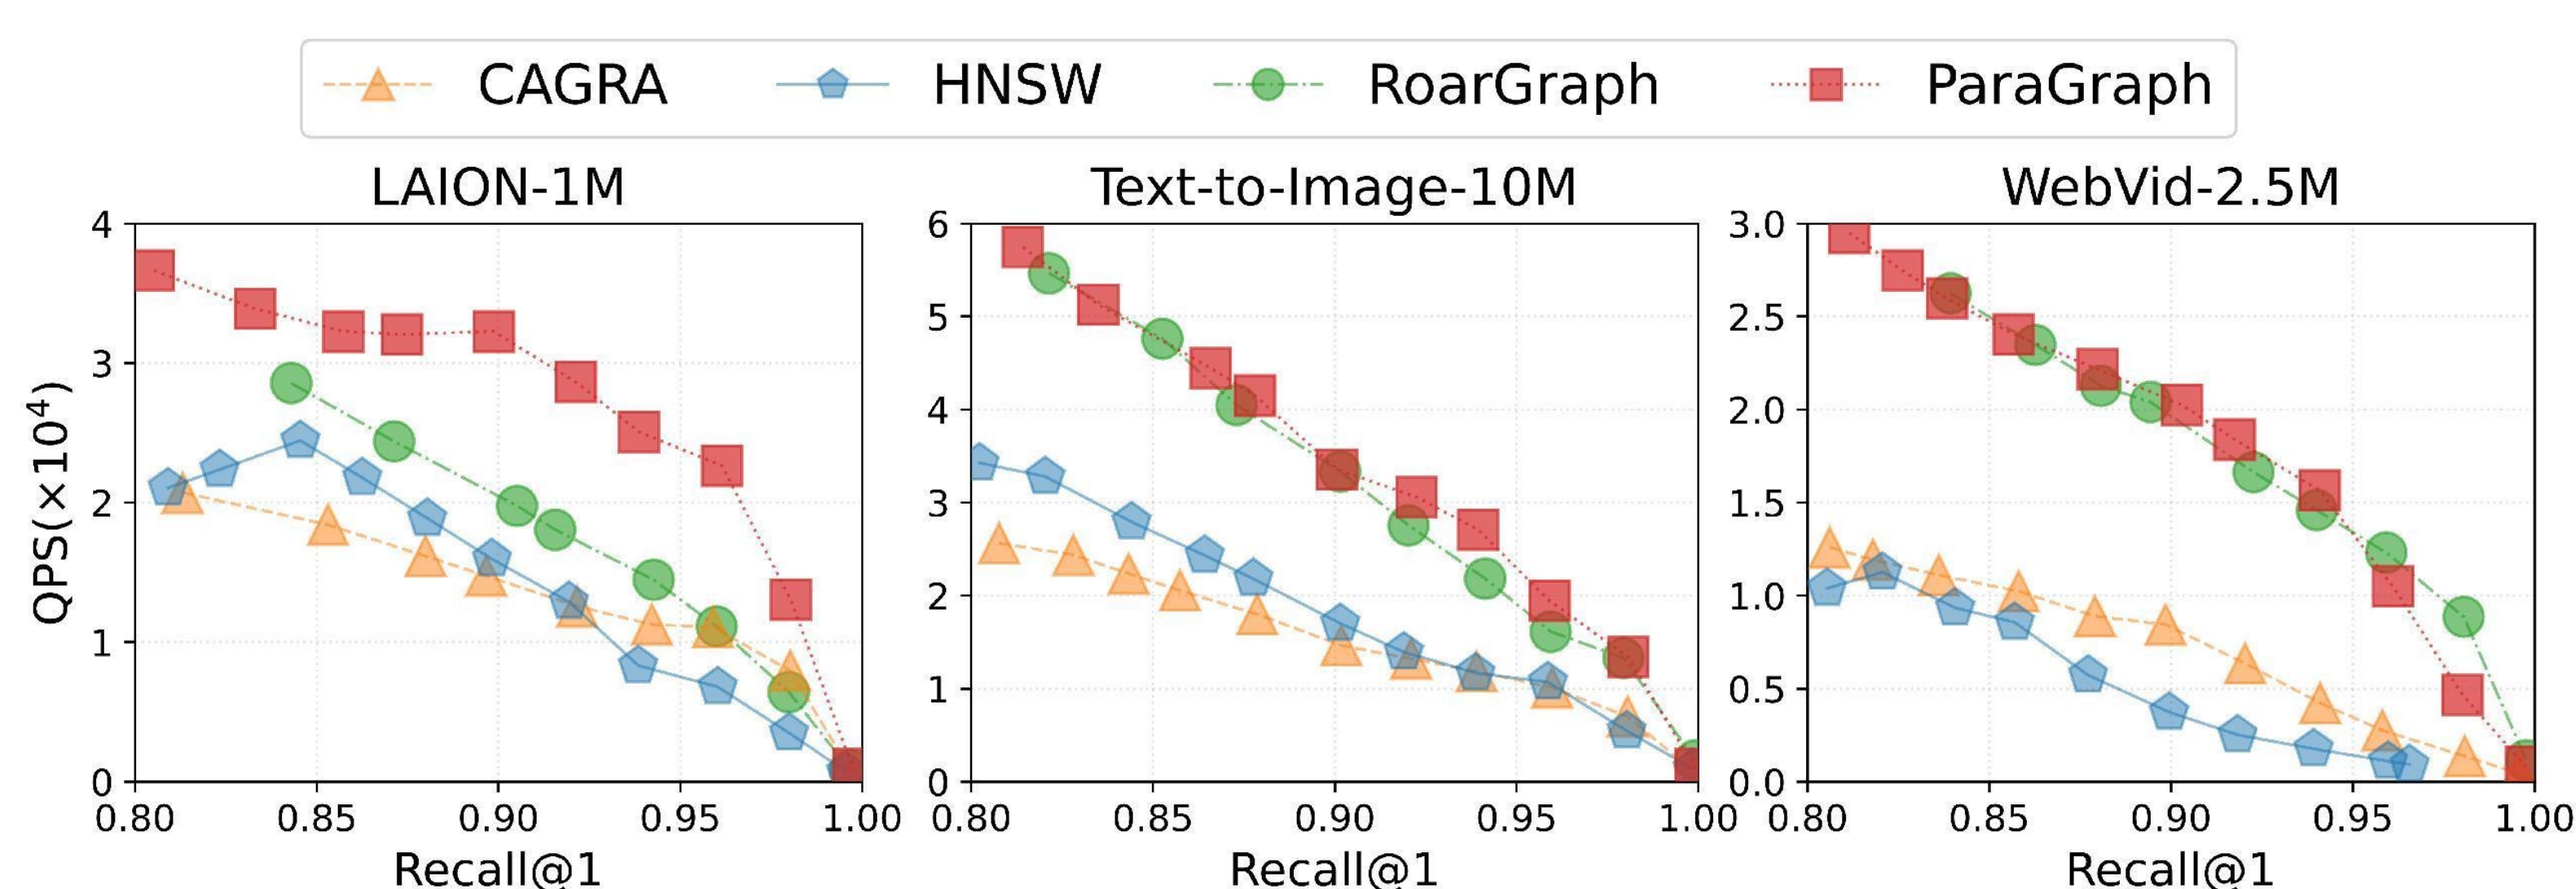 CAGRA HNSW RoarGraph ParaGraph
LAION-1M Text-to-Image-10M WebVid-2.5M
QPS(×10⁴)
4 6 3.0
5 2.5
3
4 2.0
2 3 1.5
2 1.0
1
1 0.5
0 0 0.0
0.80 0.85 0.90 0.95 1.00 0.80 0.85 0.90 0.95 1.00 0.80 0.85 0.90 0.95 1.00
Recall@1 Recall@1 Recall@1